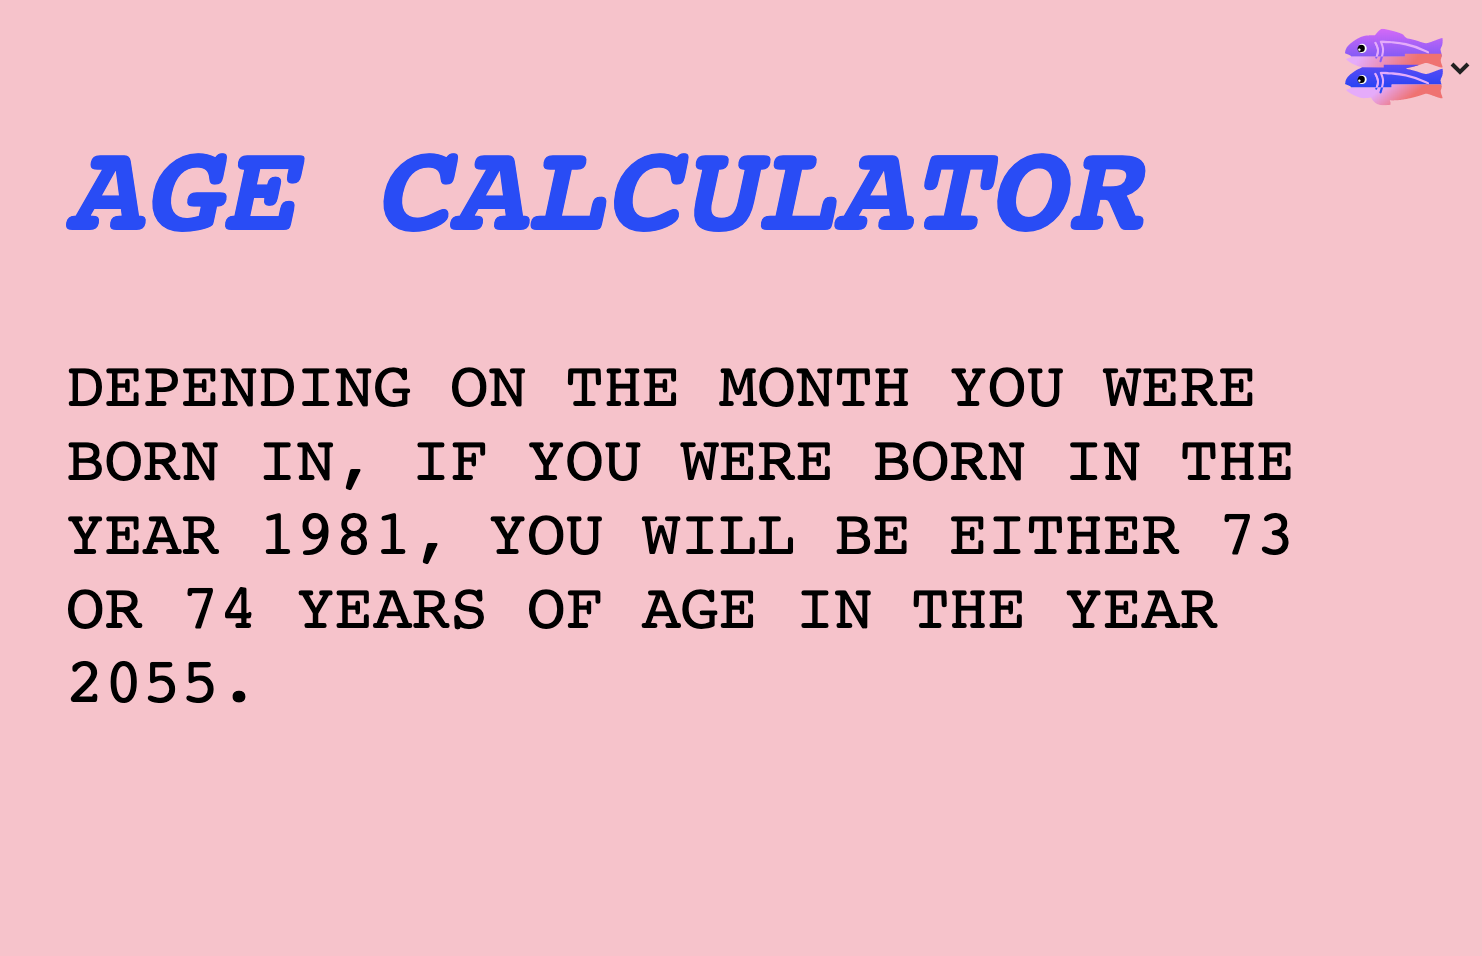 AGE CALCULATOR
DEPENDING ON THE MONTH YOU WERE
BORN IN, IF YOU WERE BORN IN THE
YEAR 1981, YOU WILL BE EITHER 73
OR 74 YEARS OF AGE IN THE YEAR
2055.